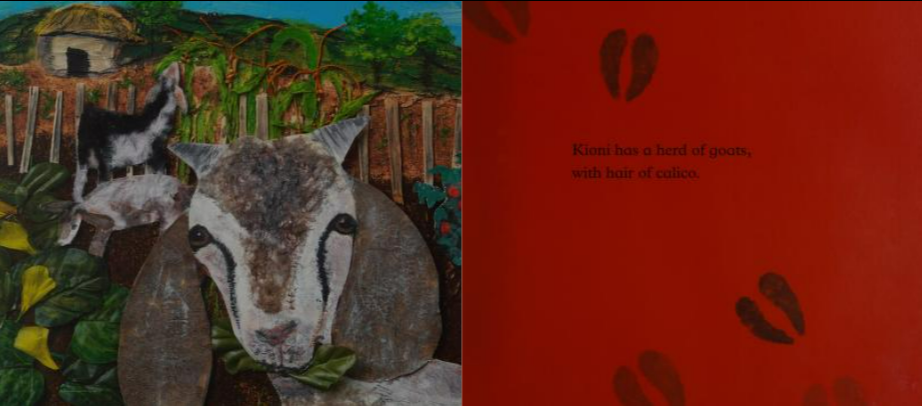 Kioni has a herd of goats,
with hair of calico.